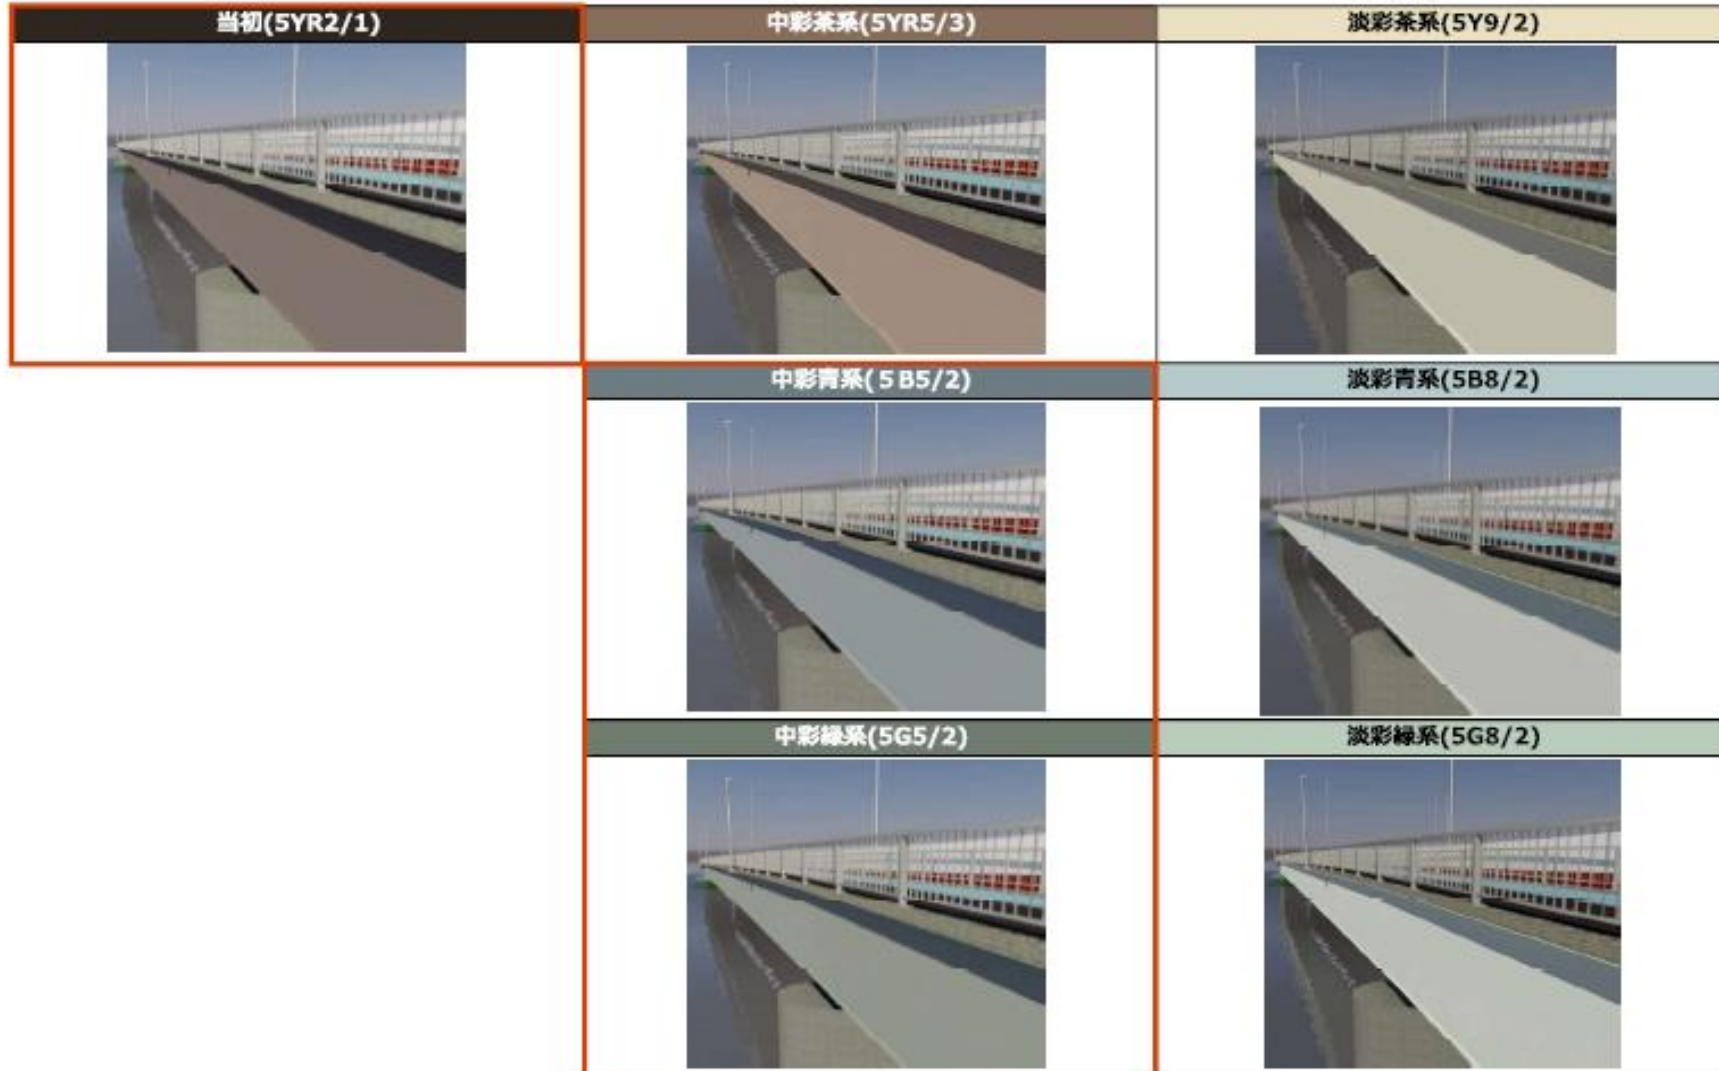 当初(5YR2/1)
中彩茶系(5YR5/3)
淡彩茶系(5Y9/2)
中彩青系(５B5/2)
淡彩青系(5B8/2)
中彩緑系(5G5/2)
淡彩緑系(5G8/2)